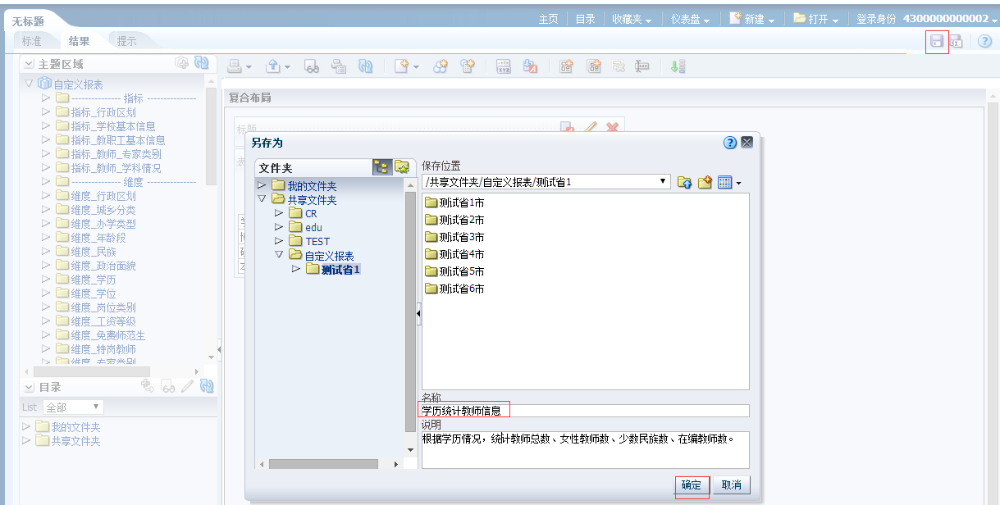 无标题
主页 目录 收藏夹 仪表盘 新建 打开 登录身份 4300000000002
标准 结果 提示
主题区域
自定义报表
-------------- 指标 --------------
指标_行政区划
指标_学校基本信息
指标_教职工基本信息
指标_教师_专家类别
指标_教师_学科情况
-------------- 维度 --------------
维度_行政区划
维度_城乡分类
维度_办学类型
维度_年龄段
维度_民族
维度_政治面貌
维度_学历
维度_学位
维度_岗位类别
维度_工资等级
维度_免费师范生
维度_特岗教师
维度_专家类别
目录
List 全部
我的文件夹
共享文件夹
复合布局
标题
另存为
文件夹
我的文件夹
共享文件夹
CR
edu
TEST
自定义报表
测试省1
保存位置
/共享文件夹/自定义报表/测试省1
测试省1市
测试省2市
测试省3市
测试省4市
测试省5市
测试省6市
名称
学历统计教师信息
说明
根据学历情况，统计教师总数、女性教师数、少数民族数、在编教师数。
确定 取消